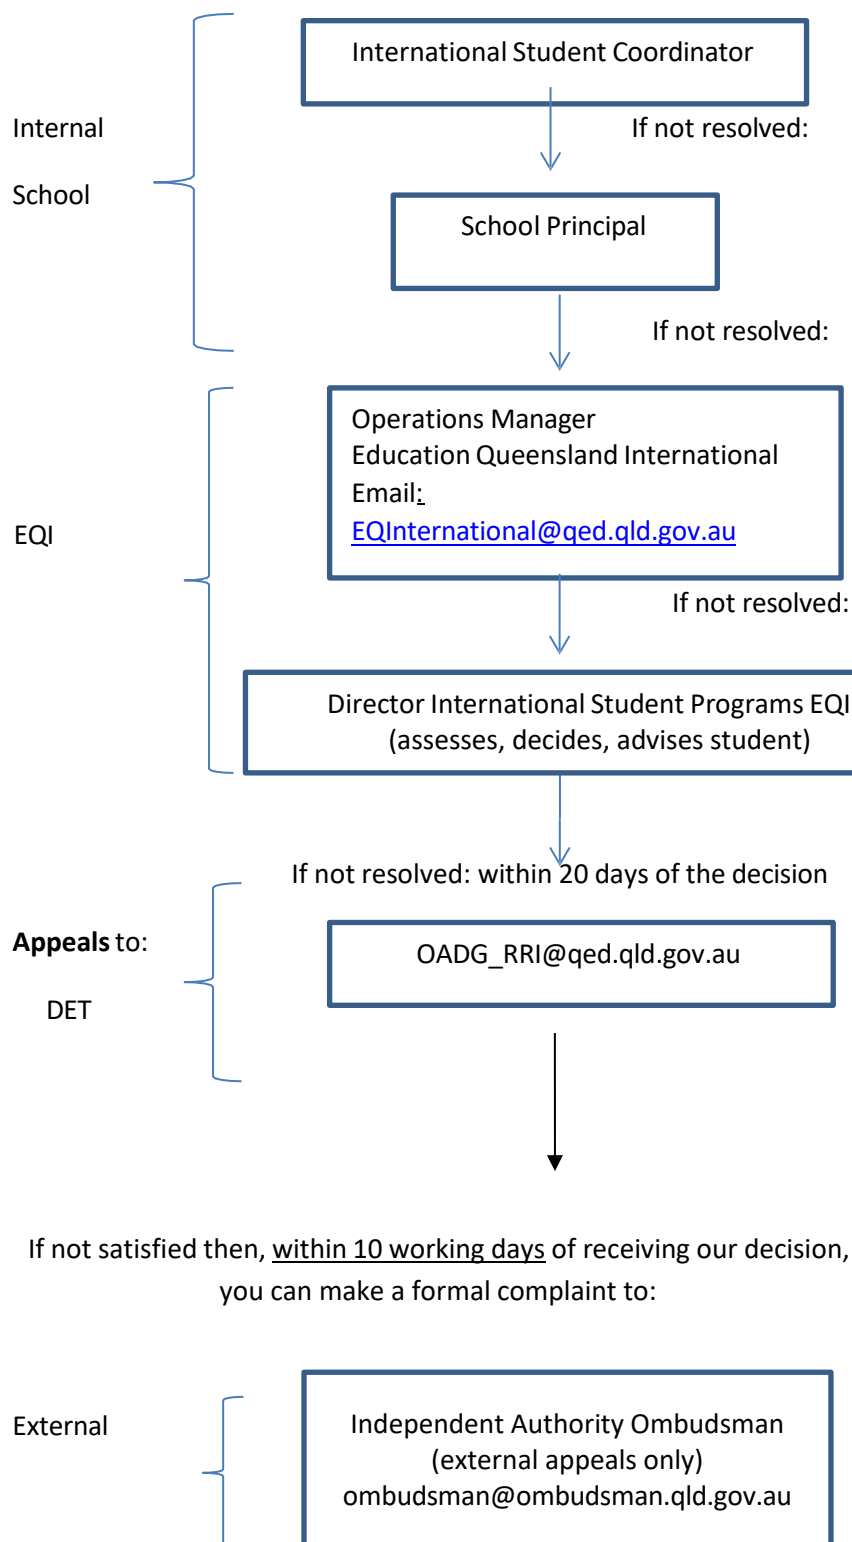 International Student Coordinator
Internal
If not resolved:
School
School Principal
If not resolved:
Operations Manager
Education Queensland International
Email:
EQInternational@qed.qld.gov.au
EQI
If not resolved:
Director International Student Programs EQI
(assesses, decides, advises student)
If not resolved: within 20 days of the decision
Appeals to:
OADG_RRI@qed.qld.gov.au
DET
If not satisfied then, within 10 working days of receiving our decision,
you can make a formal complaint to:
External
Independent Authority Ombudsman
(external appeals only)
ombudsman@ombudsman.qld.gov.au